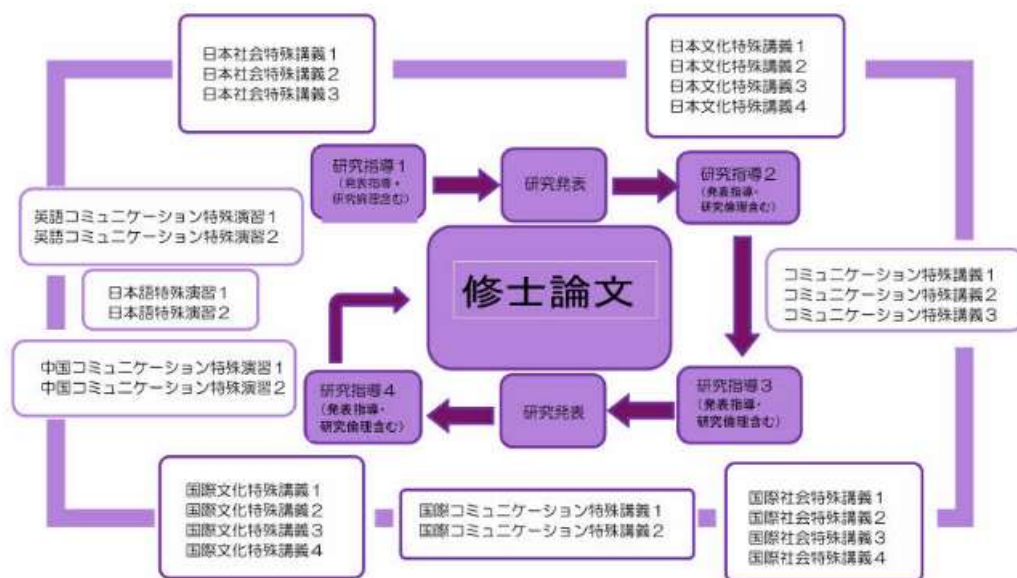 日本社会特殊講義1
日本社会特殊講義2
日本社会特殊講義3
日本文化特殊講義1
日本文化特殊講義2
日本文化特殊講義3
日本文化特殊講義4
研究指導1
(発表指導・
研究倫理含む)
研究発表
研究指導2
(発表指導・
研究倫理含む)
英語コミュニケーション特殊演習1
英語コミュニケーション特殊演習2
日本語特殊演習1
日本語特殊演習2
中国コミュニケーション特殊演習1
中国コミュニケーション特殊演習2
修士論文
コミュニケーション特殊講義1
コミュニケーション特殊講義2
コミュニケーション特殊講義3
研究指導4
(発表指導・
研究倫理含む)
研究発表
研究指導3
(発表指導・
研究倫理含む)
国際文化特殊講義1
国際文化特殊講義2
国際文化特殊講義3
国際文化特殊講義4
国際コミュニケーション特殊講義1
国際コミュニケーション特殊講義2
国際社会特殊講義1
国際社会特殊講義2
国際社会特殊講義3
国際社会特殊講義4